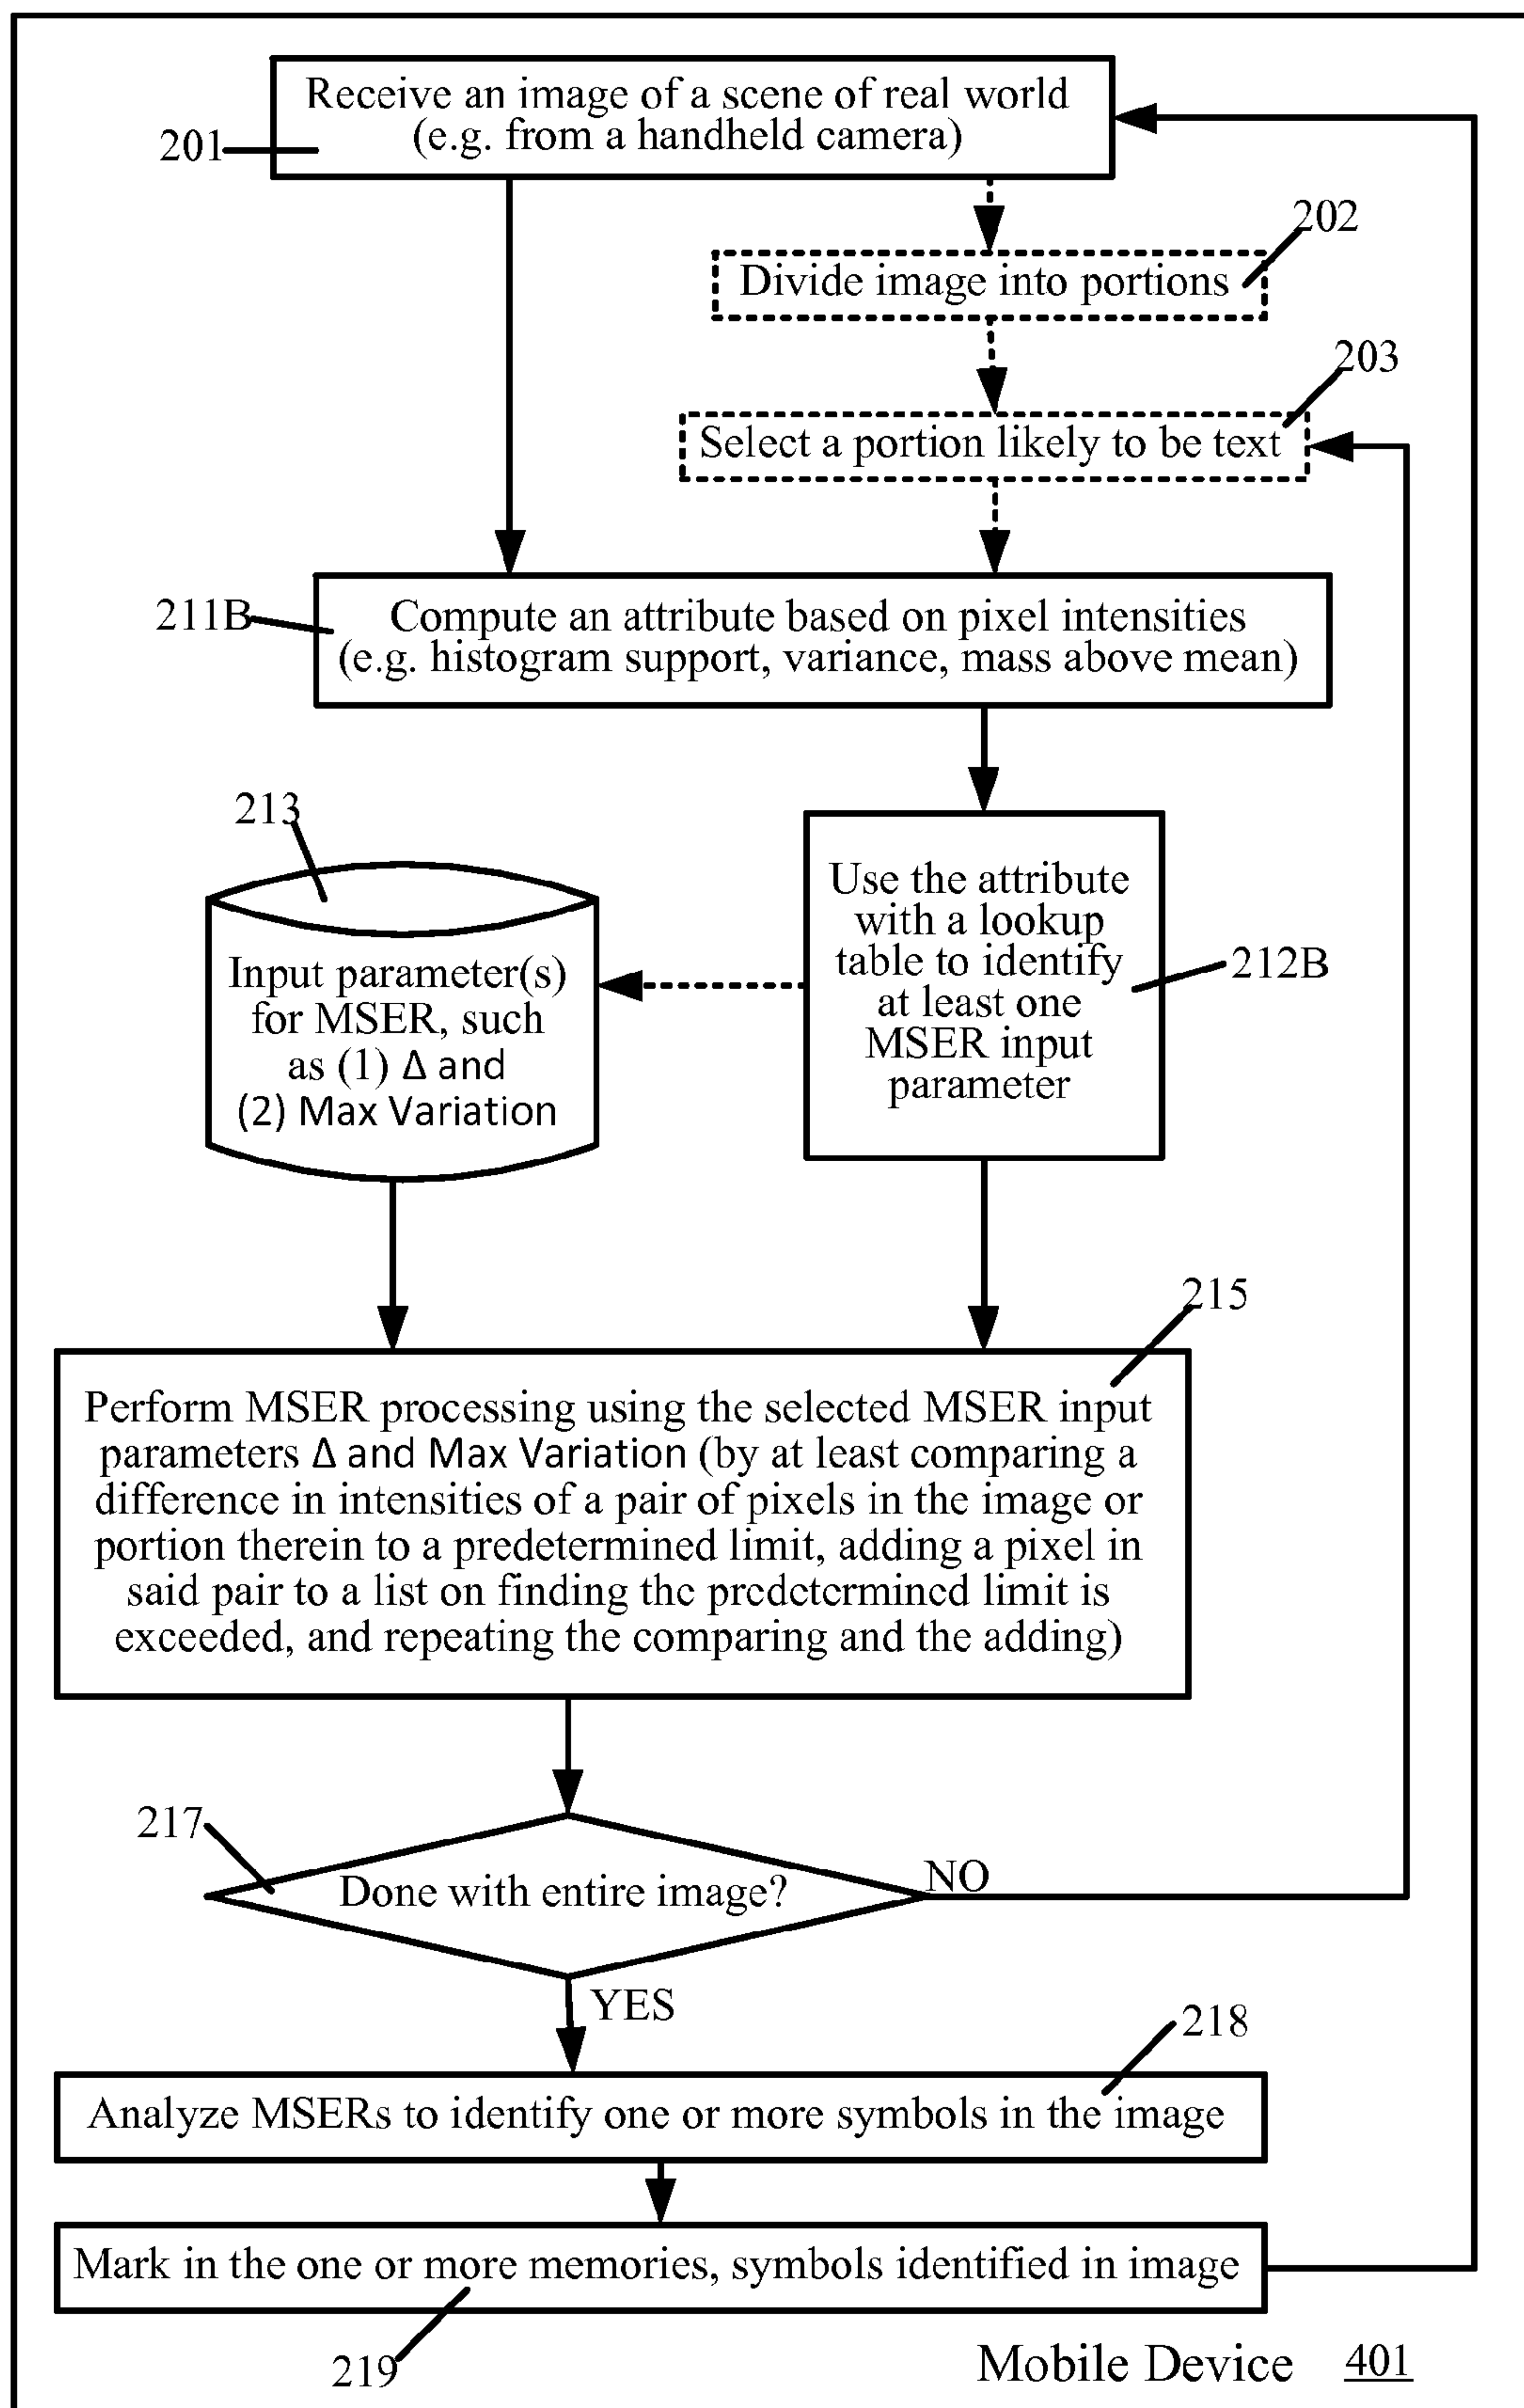 Receive an image of a scene of real world
(e.g. from a handheld camera)
201
202
Divide image into portions
203
Select a portion likely to be text
211B
Compute an attribute based on pixel intensities
(e.g. histogram support, variance, mass above mean)
213
Input parameter(s)
for MSER, such
as (1) Δ and
(2) Max Variation
Use the attribute
with a lookup
table to identify
at least one
MSER input
parameter
212B
215
Perform MSER processing using the selected MSER input
parameters Δ and Max Variation (by at least comparing a
difference in intensities of a pair of pixels in the image or
portion therein to a predetermined limit, adding a pixel in
said pair to a list on finding the predetermined limit is
exceeded, and repeating the comparing and the adding)
217
Done with entire image?
NO
YES
218
Analyze MSERs to identify one or more symbols in the image
Mark in the one or more memories, symbols identified in image
219
Mobile Device 401